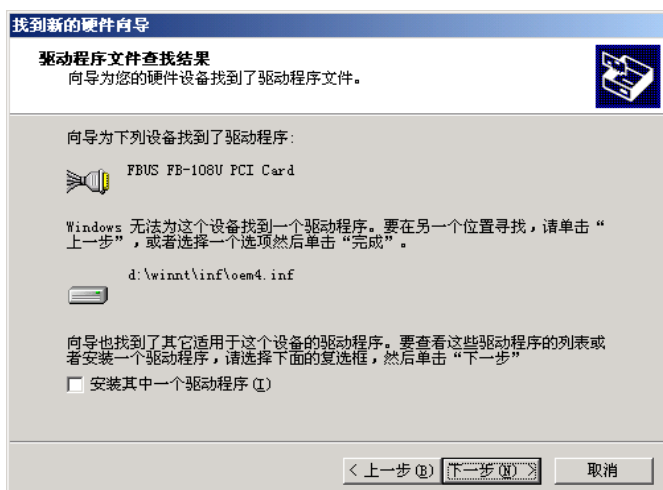 找到新的硬件向导
驱动程序文件查找结果
向导为您的硬件设备找到了驱动程序文件。
向导为下列设备找到了驱动程序:
FBUS FB-108U PCI Card
Windows 无法为这个设备找到一个驱动程序。要在另一个位置寻找，请单击“
上一步”，或者选择一个选项然后单击“完成”。
d:\winnt\inf\oem4.inf
向导也找到了其它适用于这个设备的驱动程序。要查看这些驱动程序的列表或
者安装一个驱动程序，请选择下面的复选框，然后单击“下一步”
安装其中一个驱动程序(I)
< 上一步(B) 下一步(N) > 取消